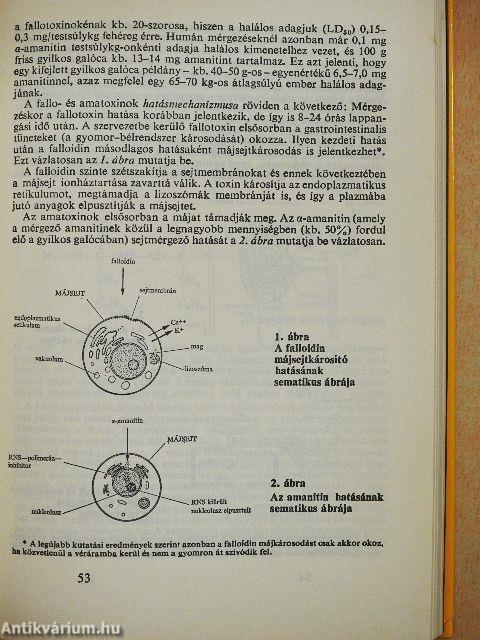 a fallotoxinokénak kb. 20-szorosa, hiszen a halálos adagjuk (LD₅₀) 0,15–
0,3 mg/testsúlykg fehéreg érre. Humán mérgezéseknél azonban már 0,1 mg
α-amanitin testsúlykg-onkénti adagja halálos kimenetelhez vezet, és 100 g
friss gyilkos galóca kb. 13–14 mg amanitint tartalmaz. Ez azt jelenti, hogy
egy kifejlett gyilkos galóca példány – kb. 40–50 g-os – egyenértékű 6,5–7,0 mg
amanitinnel, azaz megfelel egy 65–70 kg-os átlagsúlyú ember halálos adag-
jának.
A fallo- és amatoxinok hatásmechanizmusa röviden a következő: Mérge-
zéskor a fallotoxin hatása korábban jelentkezik, de így is 8–24 órás lappan-
gási idő után. A szervezetbe kerülő fallotoxin elsősorban a gastrointestinalis
tüneteket (a gyomor–bélrendszer károsodását) okozza. Ilyen kezdeti hatás
után a falloidin másodlagos hatásaként májsejtkárosodás is jelentkezhet*.
Ezt vázlatosan az 1. ábra mutatja be.
A falloidin szinte szétszakítja a sejtmembránokat és ennek következtében
a májsejt ionháztartása zavarttá válik. A toxin károsítja az endoplazmatikus
retikulumot, megtámadja a lizoszómák membránját is, és így a plazmába
jutó anyagok elpusztítják a májsejtet.
Az amatoxinok elsősorban a májat támadják meg. Az α-amanitin (amely
a mérgező amanitinek közül a legnagyobb mennyiségben (kb. 50%) fordul
elő a gyilkos galócában) sejtmérgező hatását a 2. ábra mutatja be vázlatosan.
falloidin
MÁJSEJT
sejtmembrán
endoplazmatikus
retikulum
Ca++
K+
mag
vakuolum
lizoszóma
1. ábra
A falloidin
májsejtkárosító
hatásának
sematikus ábrája
α-amanitin
MÁJSEJT
RNS–polimeráz–
inhibitor
nukleolusz
RNS kiürült
nukleolusz elpusztult
2. ábra
Az amanitin hatásának
sematikus ábrája
* A legújabb kutatási eredmények szerint azonban a falloidin májkárosodást csak akkor okoz,
ha közvetlenül a véráramba kerül és nem a gyomron át szívódik fel.
53
Antikvárium.hu